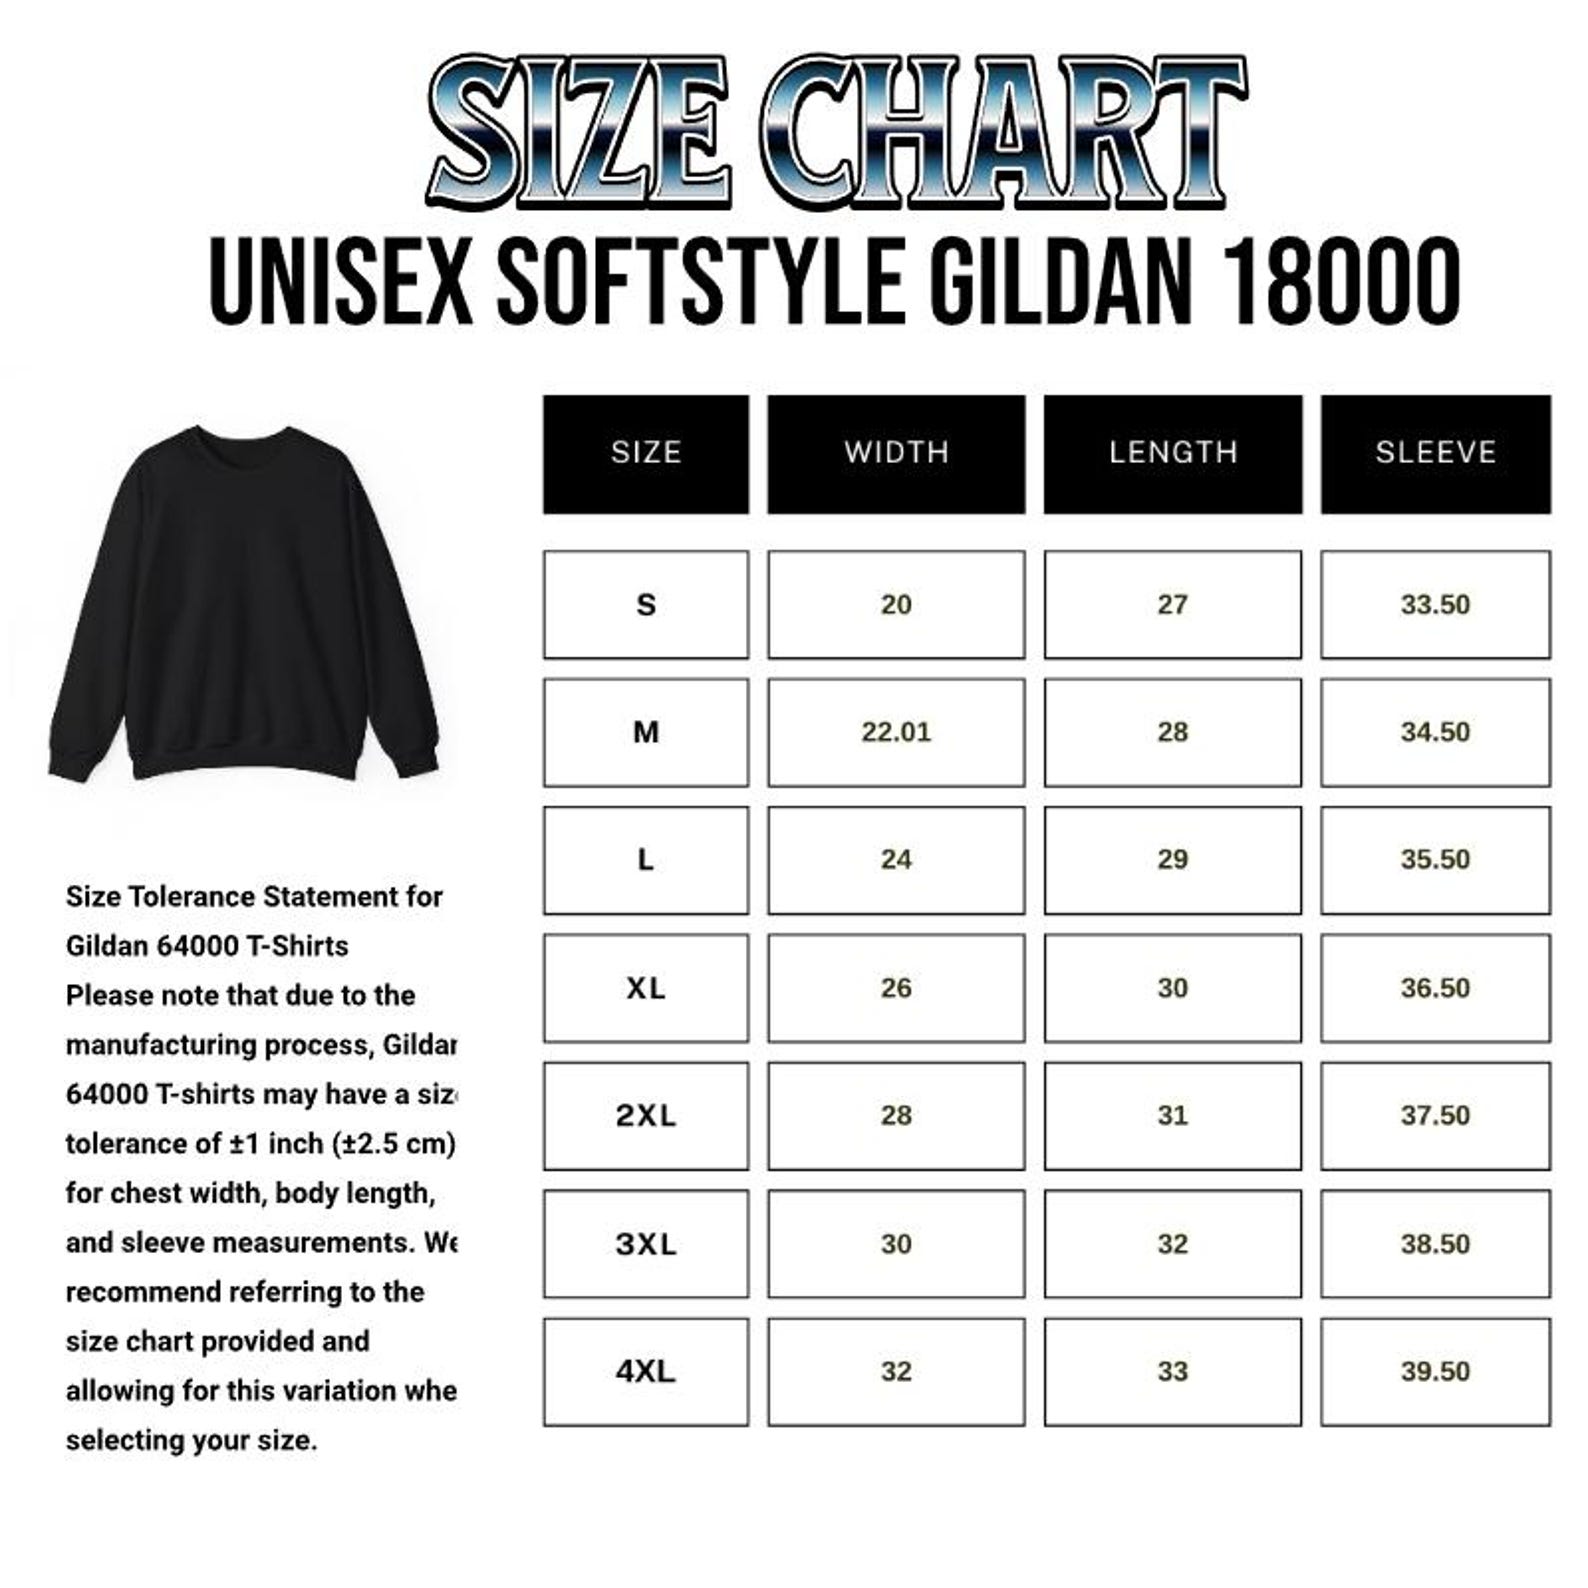 SIZE CHART
UNISEX SOFTSTYLE GILDAN 18000
SIZE WIDTH LENGTH SLEEVE
S 20 27 33.50
M 22.01 28 34.50
L 24 29 35.50
XL 26 30 36.50
2XL 28 31 37.50
3XL 30 32 38.50
4XL 32 33 39.50
Size Tolerance Statement for
Gildan 64000 T-Shirts
Please note that due to the
manufacturing process, Gildan
64000 T-shirts may have a size
tolerance of ±1 inch (±2.5 cm)
for chest width, body length,
and sleeve measurements. We
recommend referring to the
size chart provided and
allowing for this variation whe
selecting your size.